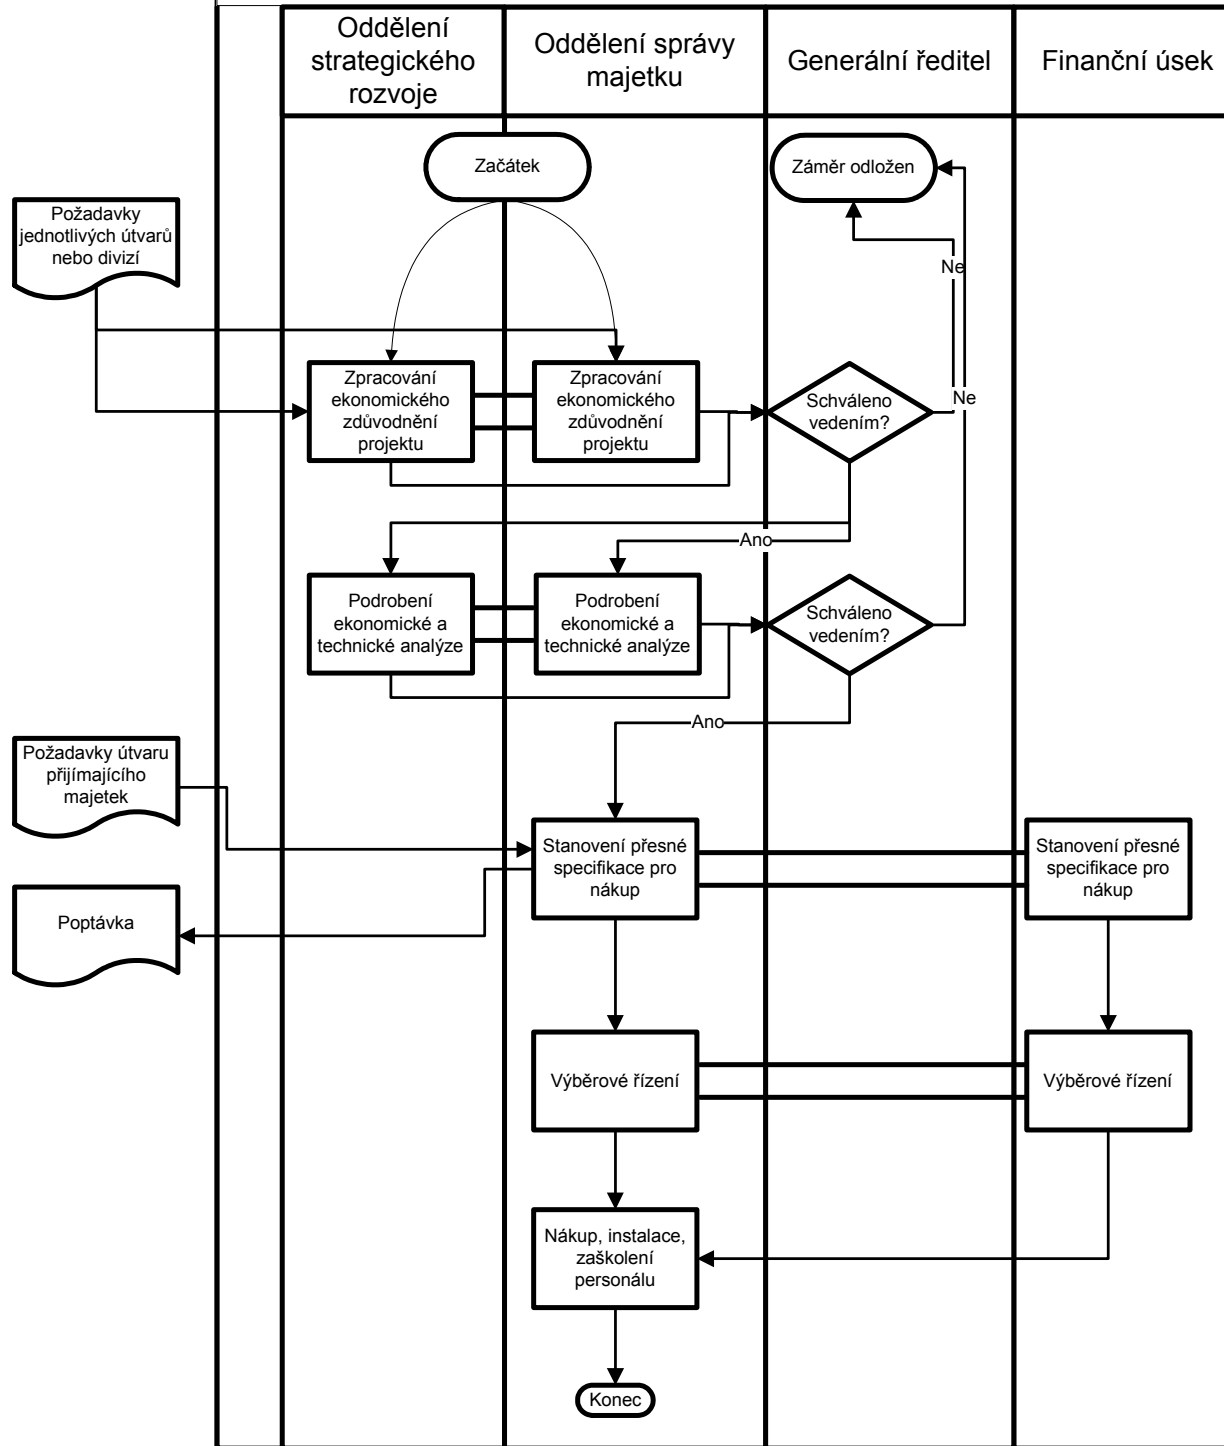 Oddělení
strategického
rozvoje
Oddělení správy
majetku
Generální ředitel
Finanční úsek
Začátek
Záměr odložen
Požadavky
jednotlivých útvarů
nebo divizí
Ne
Zpracování
ekonomického
zdůvodnění
projektu
Zpracování
ekonomického
zdůvodnění
projektu
Schváleno
vedením?
Ne
Ano
Podrobení
ekonomické a
technické analýze
Podrobení
ekonomické a
technické analýze
Schváleno
vedením?
Ano
Požadavky útvaru
přijímajícího
majetek
Stanovení přesné
specifikace pro
nákup
Stanovení přesné
specifikace pro
nákup
Poptávka
Výběrové řízení
Výběrové řízení
Nákup, instalace,
zaškolení
personálu
Konec